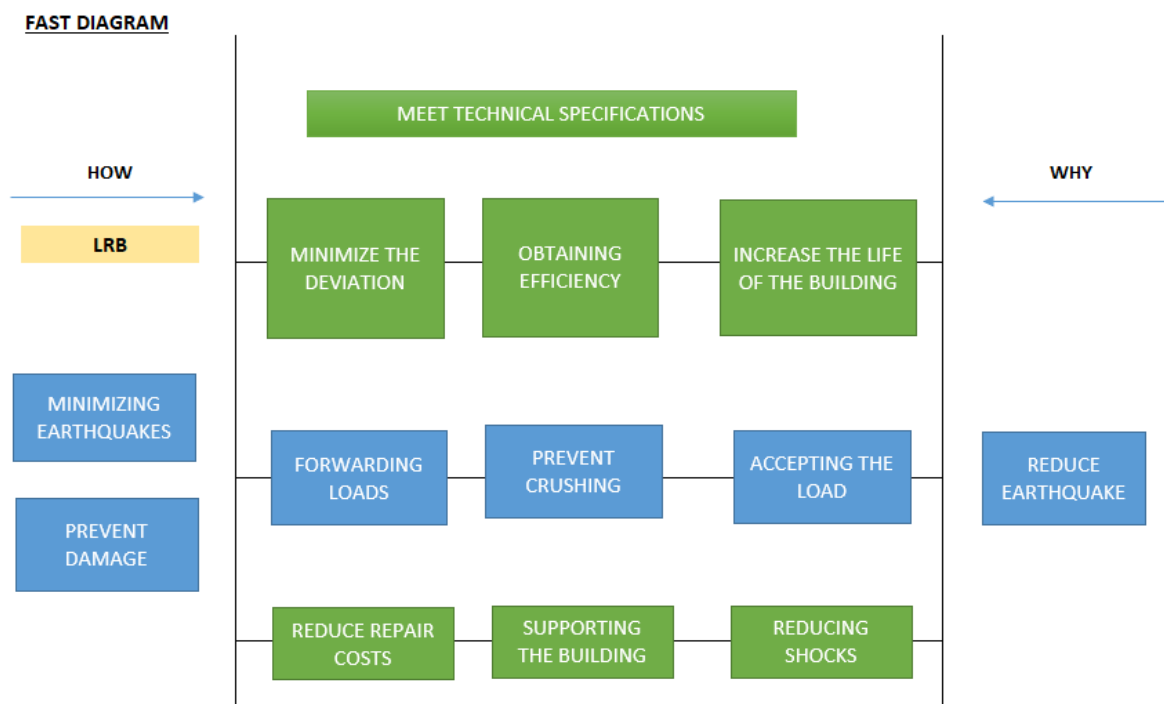 FAST DIAGRAM
MEET TECHNICAL SPECIFICATIONS
HOW
WHY
LRB
MINIMIZE THE
DEVIATION
OBTAINING
EFFICIENCY
INCREASE THE LIFE
OF THE BUILDING
MINIMIZING
EARTHQUAKES
PREVENT
DAMAGE
FORWARDING
LOADS
PREVENT
CRUSHING
ACCEPTING THE
LOAD
REDUCE
EARTHQUAKE
REDUCE REPAIR
COSTS
SUPPORTING
THE BUILDING
REDUCING
SHOCKS